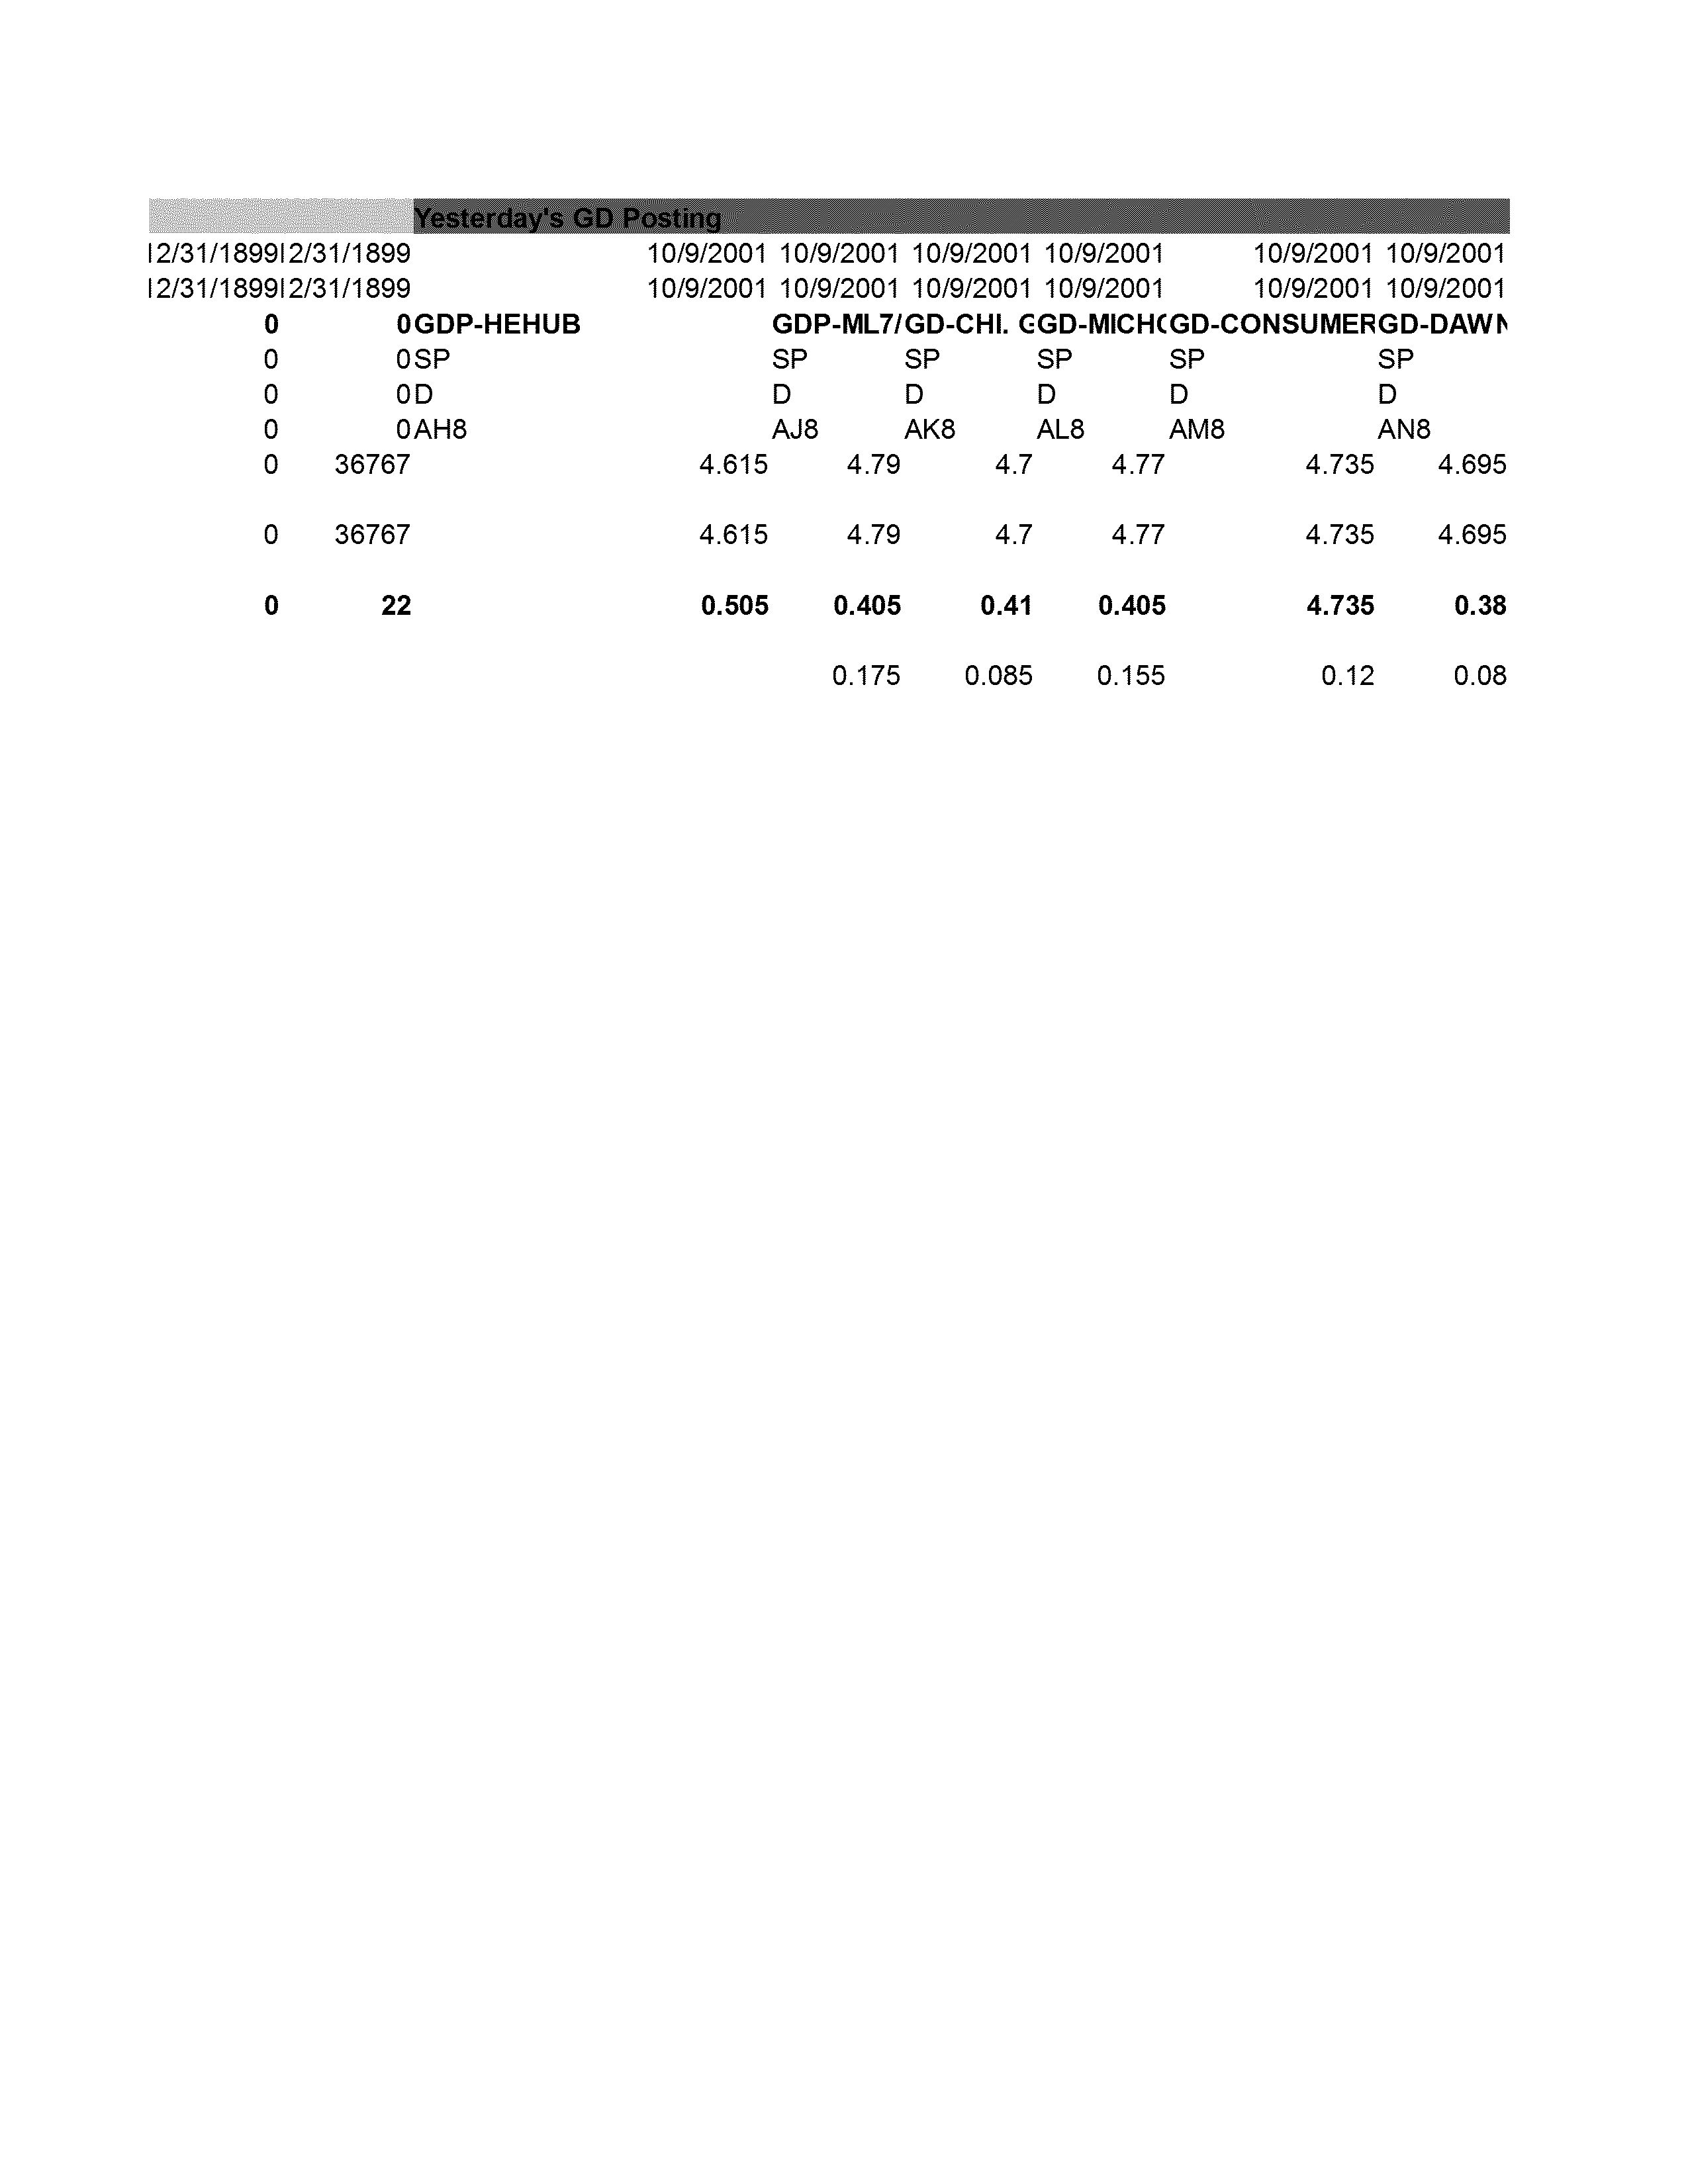 Yesterday's GD Posting
12/31/1899 12/31/1899 10/9/2001 10/9/2001 10/9/2001 10/9/2001 10/9/2001 10/9/2001
12/31/1899 12/31/1899 10/9/2001 10/9/2001 10/9/2001 10/9/2001 10/9/2001 10/9/2001
0 0 GDP-HEHUB GDP-ML7/ GD-CHI. G GD-MICH GD-CONSUMER GD-DAWN
0 0 SP SP SP SP SP SP
0 0 D D D D D D
0 0 AH8 AJ8 AK8 AL8 AM8 AN8
0 36767 4.615 4.79 4.7 4.77 4.735 4.695
0 36767 4.615 4.79 4.7 4.77 4.735 4.695
0 22 0.505 0.405 0.41 0.405 4.735 0.38
0.175 0.085 0.155 0.12 0.08